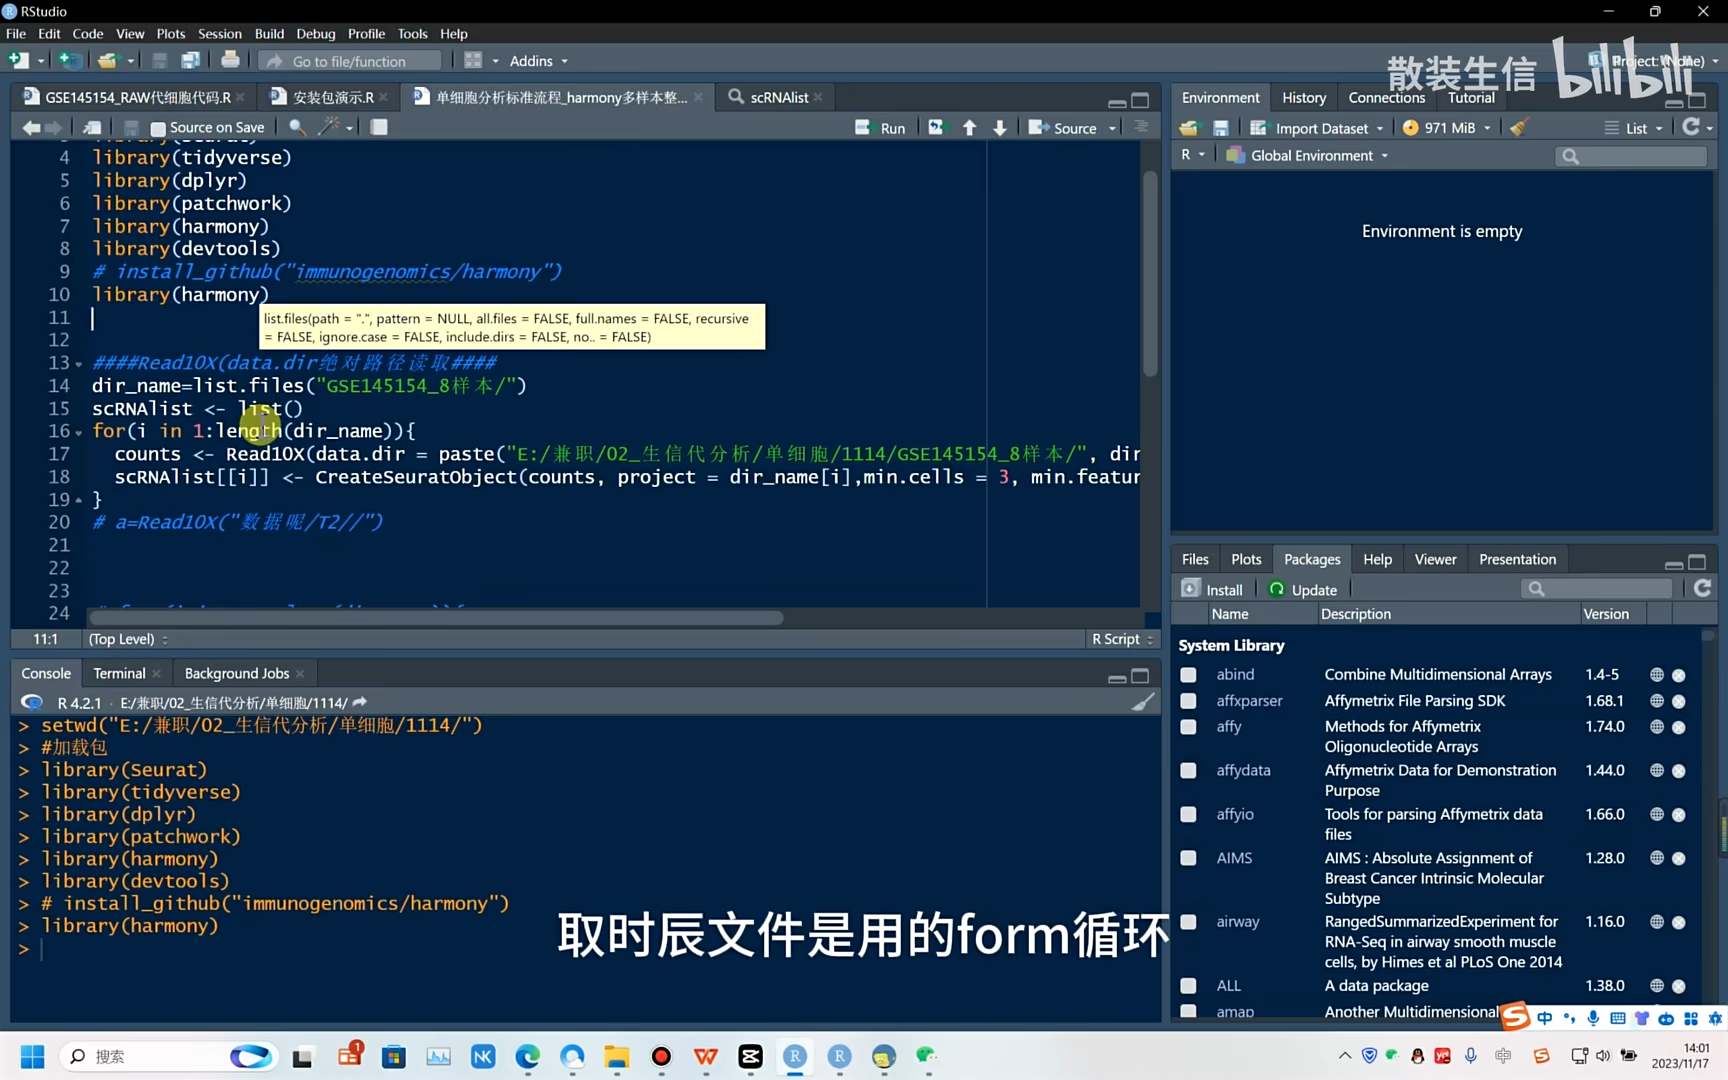 RStudio
File Edit Code View Plots Session Build Debug Profile Tools Help
Go to file/function Addins
Project: (None)
散装生信 bilibili
GSE145154_RAW代细胞代码.R 安装包演示.R 单细胞分析标准流程_harmony多样本整... scRNAlist
Source on Save Run Source
4 library(tidyverse)
5 library(dplyr)
6 library(patchwork)
7 library(harmony)
8 library(devtools)
9 # install_github("immunogenomics/harmony")
10 library(harmony)
11
list.files(path = ".", pattern = NULL, all.files = FALSE, full.names = FALSE, recursive
= FALSE, ignore.case = FALSE, include.dirs = FALSE, no.. = FALSE)
12
13 ####Read10X(data.dir绝对路径读取####
14 dir_name=list.files("GSE145154_8样本/")
15 scRNAlist <- list()
16 for(i in 1:length(dir_name)){
17 counts <- Read10X(data.dir = paste("E:/兼职/02_生信代分析/单细胞/1114/GSE145154_8样本/", dir
18 scRNAlist[[i]] <- CreateSeuratObject(counts, project = dir_name[i],min.cells = 3, min.featur
19 }
20 # a=Read10X("数据呢/T2//")
21
22
23
24
11:1 (Top Level) R Script
Console Terminal Background Jobs
R 4.2.1 · E:/兼职/02_生信代分析/单细胞/1114/
> setwd("E:/兼职/02_生信代分析/单细胞/1114/")
> #加载包
> library(Seurat)
> library(tidyverse)
> library(dplyr)
> library(patchwork)
> library(harmony)
> library(devtools)
> # install_github("immunogenomics/harmony")
> library(harmony)
>
取时辰文件是用的form循环
Environment History Connections Tutorial
Import Dataset 971 MiB List
R Global Environment
Environment is empty
Files Plots Packages Help Viewer Presentation
Install Update
Name Description Version
System Library
abind Combine Multidimensional Arrays 1.4-5
affxparser Affymetrix File Parsing SDK 1.68.1
affy Methods for Affymetrix 1.74.0
Oligonucleotide Arrays
affydata Affymetrix Data for Demonstration 1.44.0
Purpose
affyio Tools for parsing Affymetrix data 1.66.0
files
AIMS AIMS : Absolute Assignment of 1.28.0
Breast Cancer Intrinsic Molecular
Subtype
airway RangedSummarizedExperiment for 1.16.0
RNA-Seq in airway smooth muscle
cells, by Himes et al PLoS One 2014
ALL A data package 1.38.0
amap Another Multidimensional
中
搜索
1
NK
中
14:01
2023/11/17